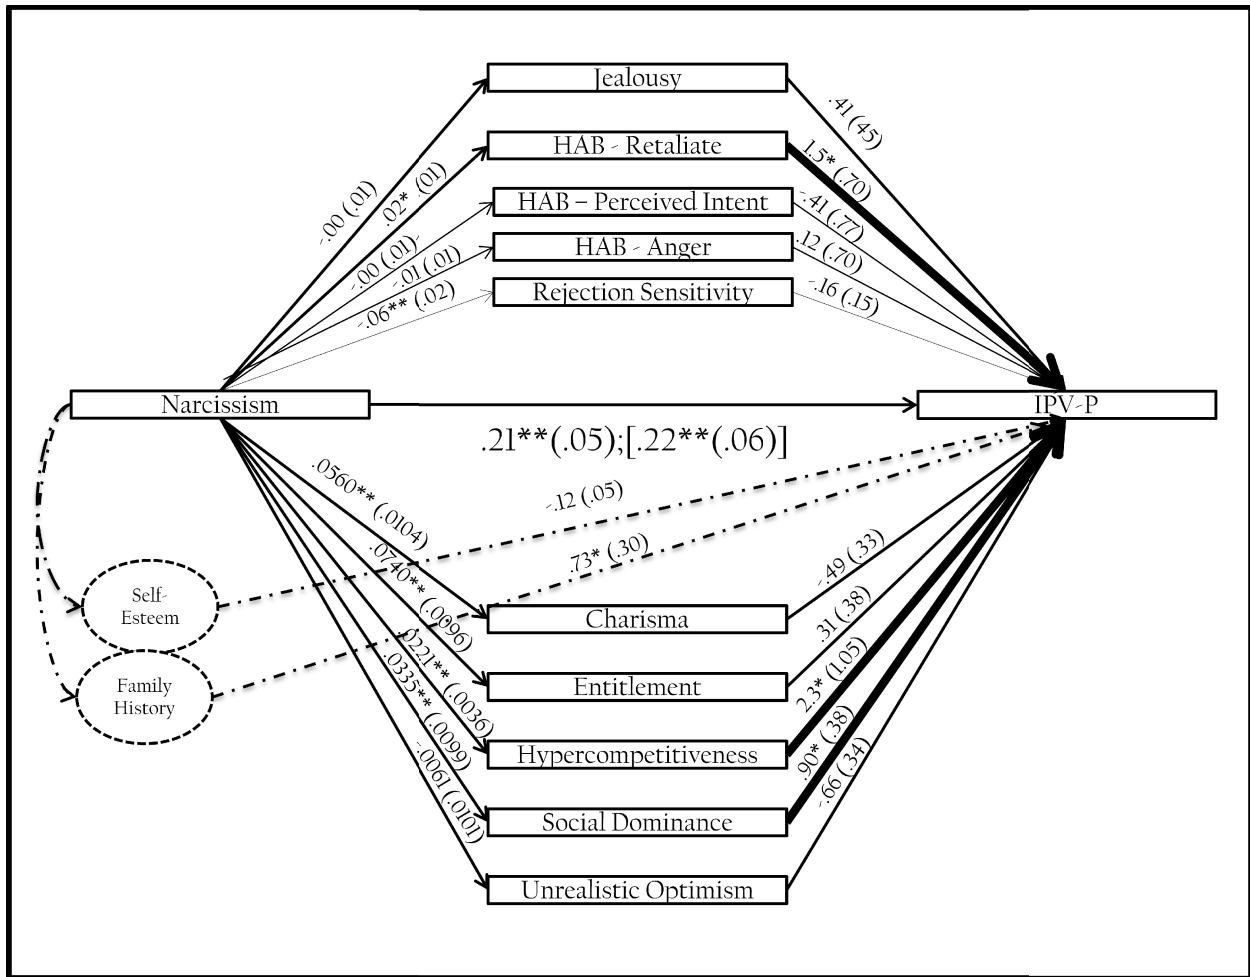 Jealousy
.41 (45)
HAB - Retaliate
1.5* (.70)
-.00 (.01)
.02* (.01)
HAB – Perceived Intent
-.41 (.77)
-.00 (.01)-
HAB - Anger
.12 (.70)
-.01 (.01)
Rejection Sensitivity
-.16 (.15)
-.06** (.02)
Narcissism
IPV-P
.21**(.05);[.22**(.06)]
.0560** (.0104)
-.12 (.05)
.73* (.30)
.0740** (.0096)
-.49 (.33)
Self-
Esteem
Charisma
.31 (.38)
.0221** (.0036)
Family
History
Entitlement
2.3* (1.05)
.0335** (.0099)
Hypercompetitiveness
.90* (.38)
-.0061 (.0101)
-.66 (.34)
Social Dominance
Unrealistic Optimism